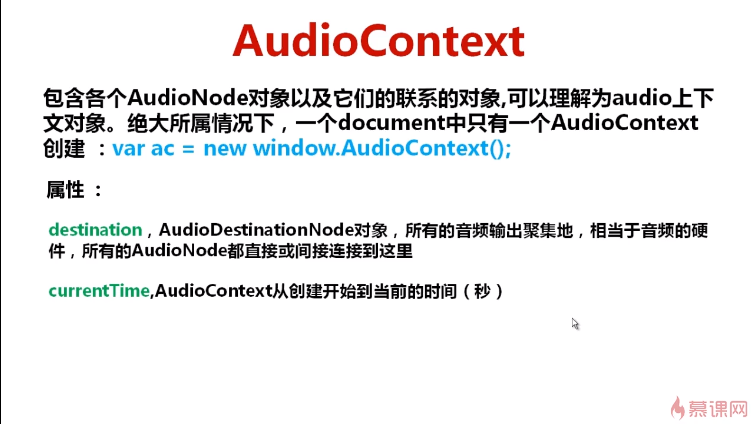 AudioContext
包含各个AudioNode对象以及它们的联系的对象,可以理解为audio上下
文对象。绝大所属情况下，一个document中只有一个AudioContext
创建 ：var ac = new window.AudioContext();
属性 ：
destination，AudioDestinationNode对象，所有的音频输出聚集地，相当于音频的硬
件，所有的AudioNode都直接或间接连接到这里
currentTime,AudioContext从创建开始到当前的时间（秒）
慕课网